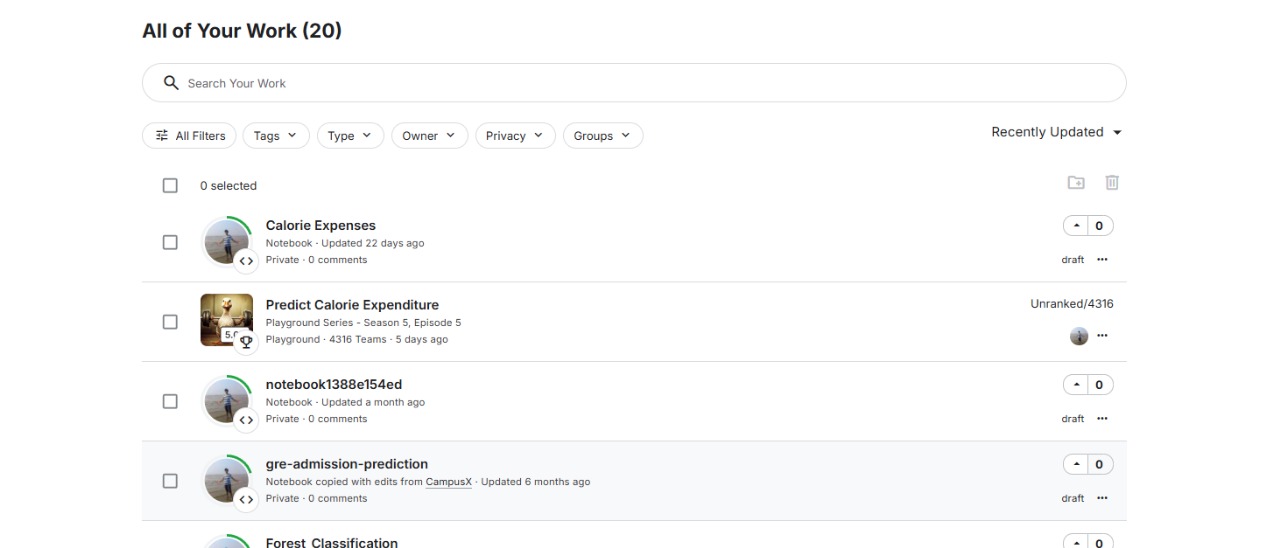 All of Your Work (20)
Search Your Work
All Filters Tags Type Owner Privacy Groups Recently Updated
0 selected
Calorie Expenses 0
Notebook · Updated 22 days ago
Private · 0 comments draft
Predict Calorie Expenditure Unranked/4316
Playground Series - Season 5, Episode 5
Playground · 4316 Teams · 5 days ago
notebook1388e154ed 0
Notebook · Updated a month ago
Private · 0 comments draft
gre-admission-prediction 0
Notebook copied with edits from CampusX · Updated 6 months ago
Private · 0 comments draft
Forest_Classification 0